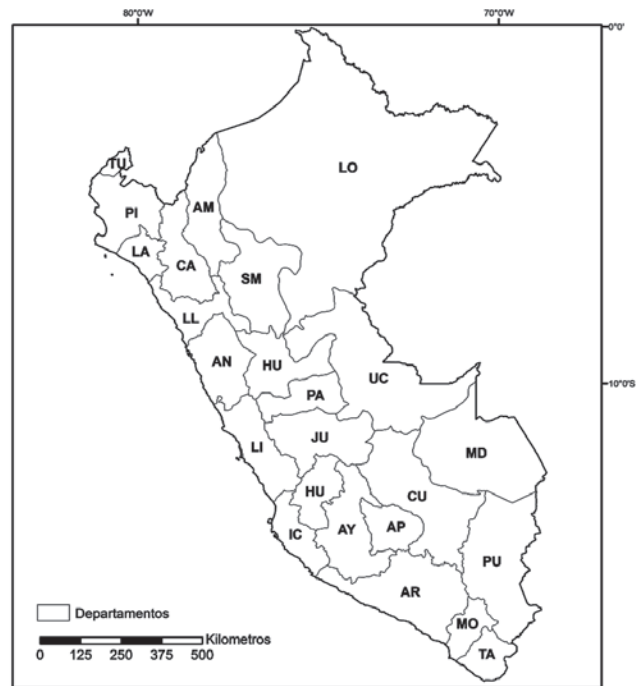 80°0'W 70°0'W
0°0'
LO
TU
AM
PI
LA
CA
SM
LL
AN
HU
UC
10°0'S
PA
LI
JU
MD
HU
CU
IC
AY
AP
PU
AR
Departamentos
MO
Kilometros
TA
0 125 250 375 500